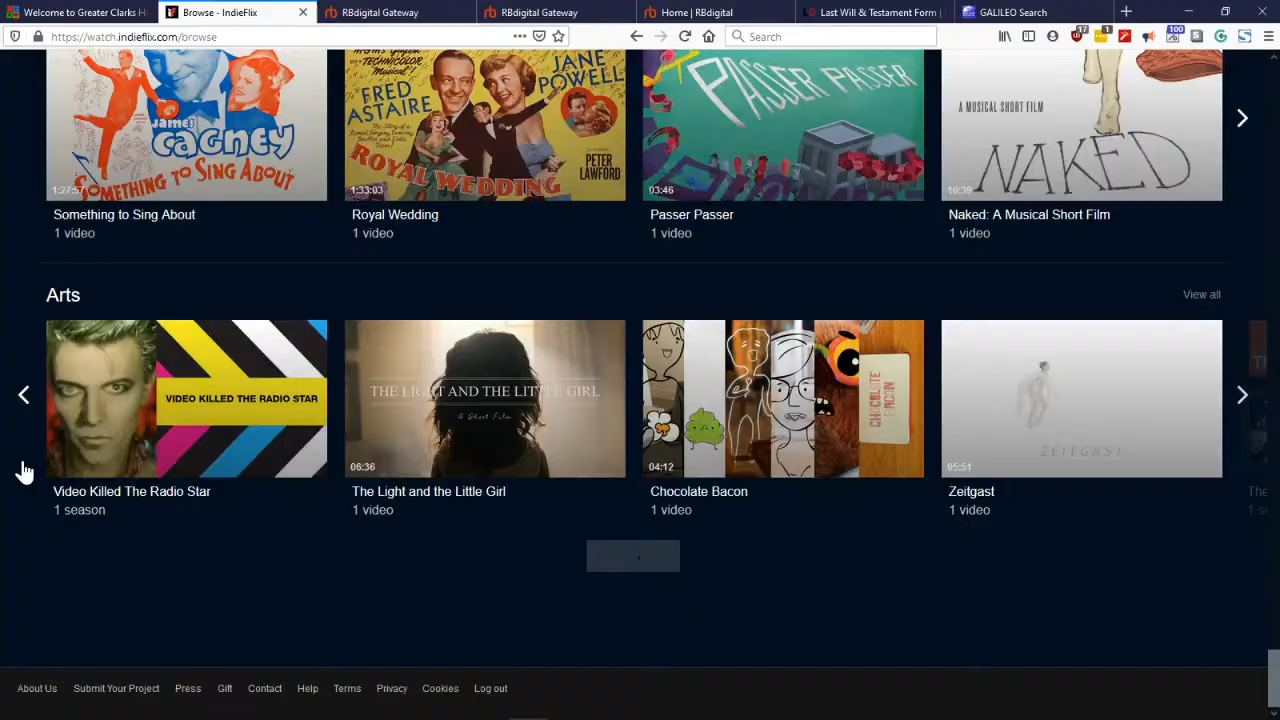 Welcome to Greater Clarks Hi
Browse - IndieFlix
RBdigital Gateway
RBdigital Gateway
Home | RBdigital
Last Will & Testament Form |
GALILEO Search
https://watch.indieflix.com/browse
Search
17
100
James
Cagney
SOMETHING TO SING ABOUT
1:27:57
TECHNICOLOR
Musical!
FRED
ASTAIRE
JANE
POWELL
ROYAL WEDDING
PETER
LAWFORD
1:33:03
PASSER PASSER
03:46
A MUSICAL SHORT FILM
NAKED
10:39
Something to Sing About
Royal Wedding
Passer Passer
Naked: A Musical Short Film
1 video
1 video
1 video
1 video
Arts
View all
VIDEO KILLED THE RADIO STAR
THE LIGHT AND THE LITTLE GIRL
A Short Film
06:36
CHOCOLATE
BACON
04:12
ZEITGAST
05:51
Video Killed The Radio Star
The Light and the Little Girl
Chocolate Bacon
Zeitgast
The
1 season
1 video
1 video
1 video
1 s
About Us
Submit Your Project
Press
Gift
Contact
Help
Terms
Privacy
Cookies
Log out